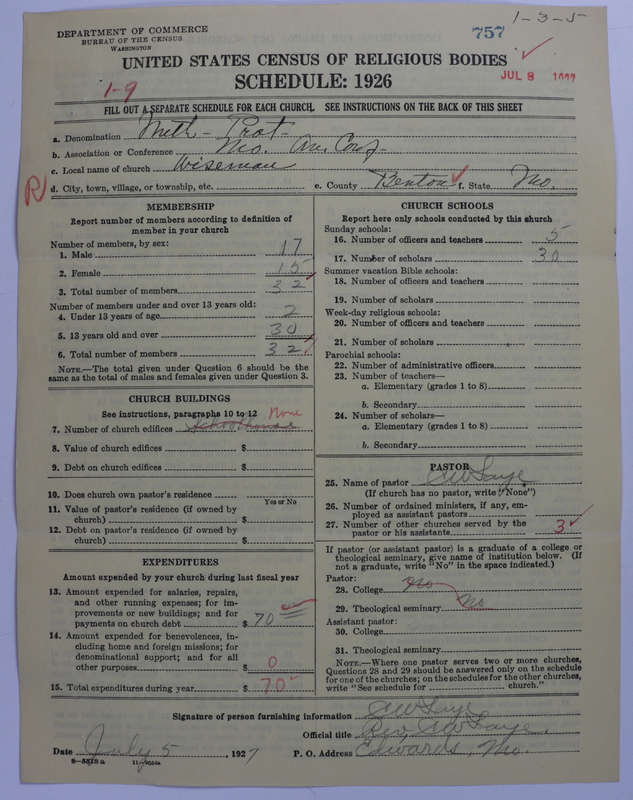 1-3-5
DEPARTMENT OF COMMERCE
BUREAU OF THE CENSUS
WASHINGTON
757
UNITED STATES CENSUS OF RELIGIOUS BODIES
SCHEDULE: 1926
JUL 8
1-9
FILL OUT A SEPARATE SCHEDULE FOR EACH CHURCH. SEE INSTRUCTIONS ON THE BACK OF THIS SHEET
a. Denomination Meth- Prot-
b. Association or Conference Mo. An. Conf-
c. Local name of church Wiseman
R d. City, town, village, or township, etc. e. County Benton f. State Mo.
MEMBERSHIP
Report number of members according to definition of
member in your church
Number of members, by sex:
1. Male 17
2. Female 15
3. Total number of members 32
Number of members under and over 13 years old:
4. Under 13 years of age 2
5. 13 years old and over 30
6. Total number of members 32
NOTE.—The total given under Question 6 should be the
same as the total of males and females given under Question 3.
CHURCH BUILDINGS
See instructions, paragraphs 10 to 12 None
7. Number of church edifices Schoolhouse
8. Value of church edifices $
9. Debt on church edifices $
10. Does church own pastor's residence
Yes or No
11. Value of pastor's residence (if owned by
church) $
12. Debt on pastor's residence (if owned by
church) $
EXPENDITURES
Amount expended by your church during last fiscal year
13. Amount expended for salaries, repairs,
and other running expenses; for im-
provements or new buildings; and for
payments on church debt $ 70
14. Amount expended for benevolences, in-
cluding home and foreign missions; for
denominational support; and for all
other purposes $ 0
15. Total expenditures during year $ 70
CHURCH SCHOOLS
Report here only schools conducted by this church
Sunday schools:
16. Number of officers and teachers 5
17. Number of scholars 30
Summer vacation Bible schools:
18. Number of officers and teachers
19. Number of scholars
Week-day religious schools:
20. Number of officers and teachers
21. Number of scholars
Parochial schools:
22. Number of administrative officers
23. Number of teachers—
a. Elementary (grades 1 to 8)
b. Secondary
24. Number of scholars—
a. Elementary (grades 1 to 8)
b. Secondary
PASTOR
25. Name of pastor
(If church has no pastor, write "None")
26. Number of ordained ministers, if any, em-
ployed as assistant pastors
27. Number of other churches served by the
pastor or his assistants 3
If pastor (or assistant pastor) is a graduate of a college or
theological seminary, give name of institution below. (If
not a graduate, write "No" in the space indicated.)
Pastor:
28. College No
29. Theological seminary No
Assistant pastor:
30. College
31. Theological seminary
NOTE.—Where one pastor serves two or more churches,
Questions 28 and 29 should be answered only on the schedule
for one of the churches; on the schedules for the other churches,
write "See schedule for church."
Signature of person furnishing information
Official title Rev.
Date July 5, 1927 P. O. Address Edwards, Mo.
8-5518a